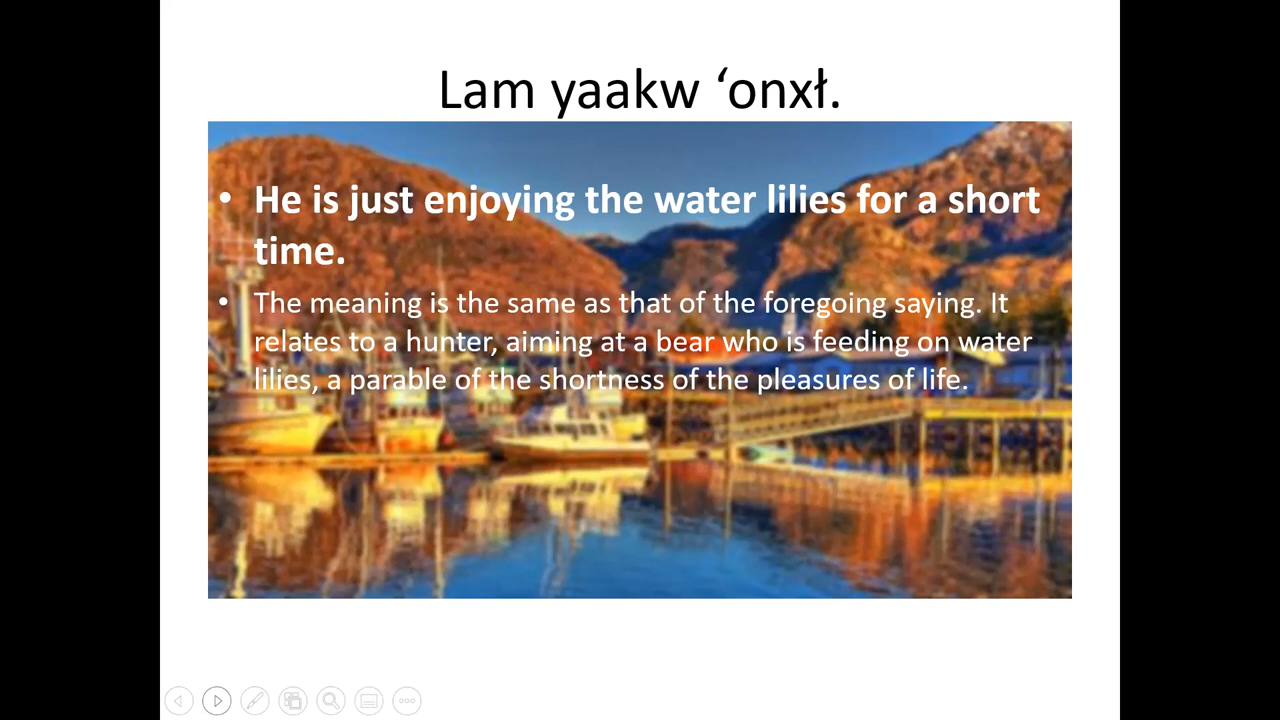 Lam yaakw ‘onxł.
• He is just enjoying the water lilies for a short
time.
• The meaning is the same as that of the foregoing saying. It
relates to a hunter, aiming at a bear who is feeding on water
lilies, a parable of the shortness of the pleasures of life.